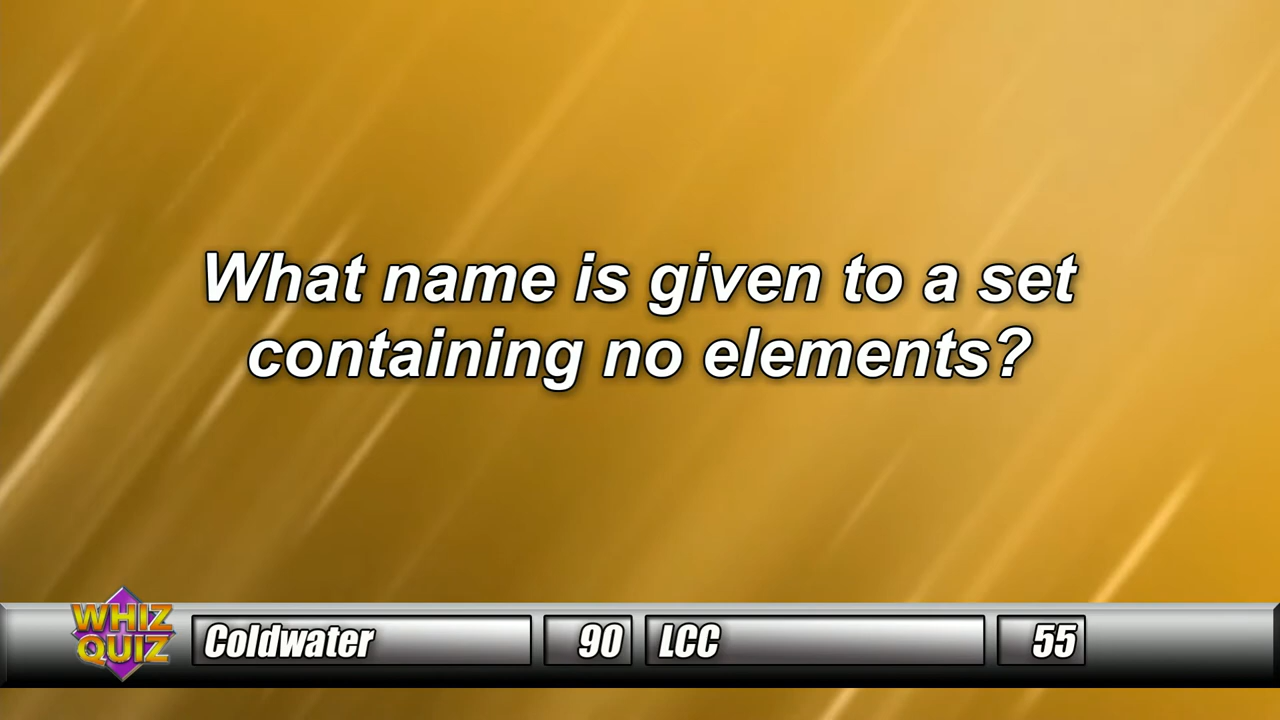 What name is given to a set
containing no elements?
WHIZ
QUIZ
Coldwater 90 LCC 55